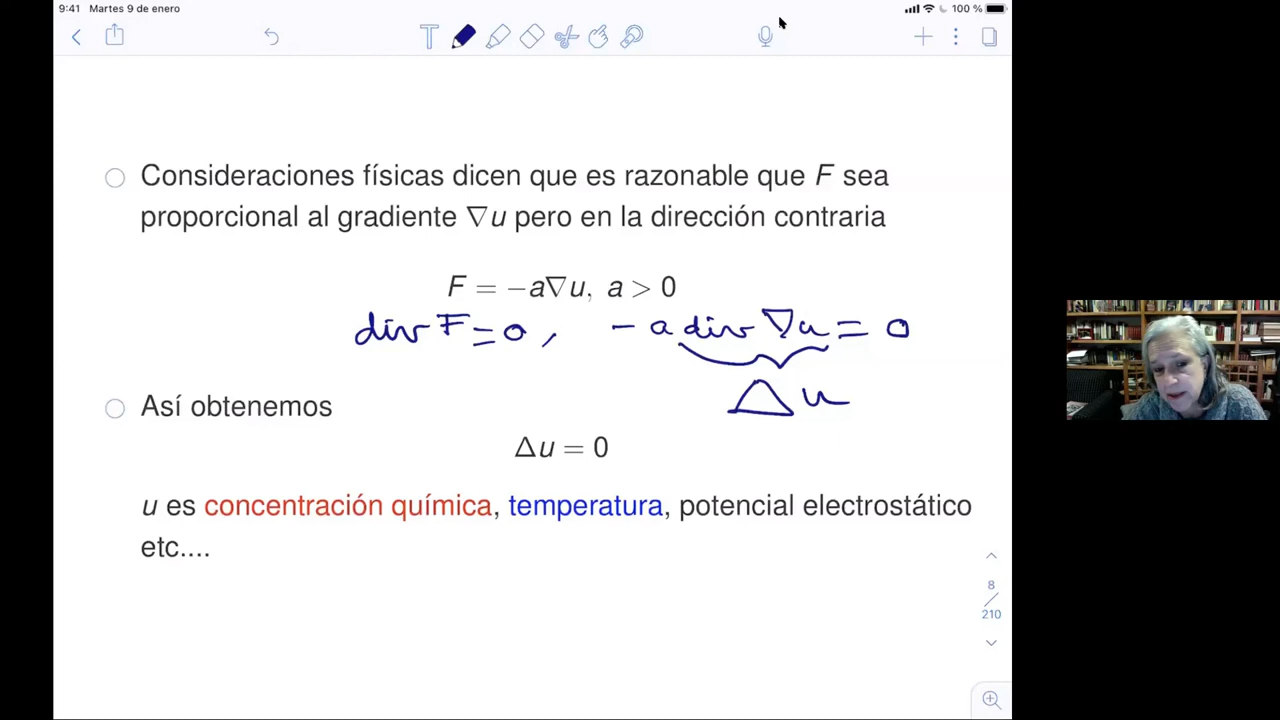 9:41 Martes 9 de enero 100 %
Consideraciones físicas dicen que es razonable que F sea
proporcional al gradiente ∇u pero en la dirección contraria
F = −a∇u, a > 0
div F = 0, − a div ∇u = 0
Δ u
Así obtenemos
Δu = 0
u es concentración química, temperatura, potencial electrostático
etc....
8
210